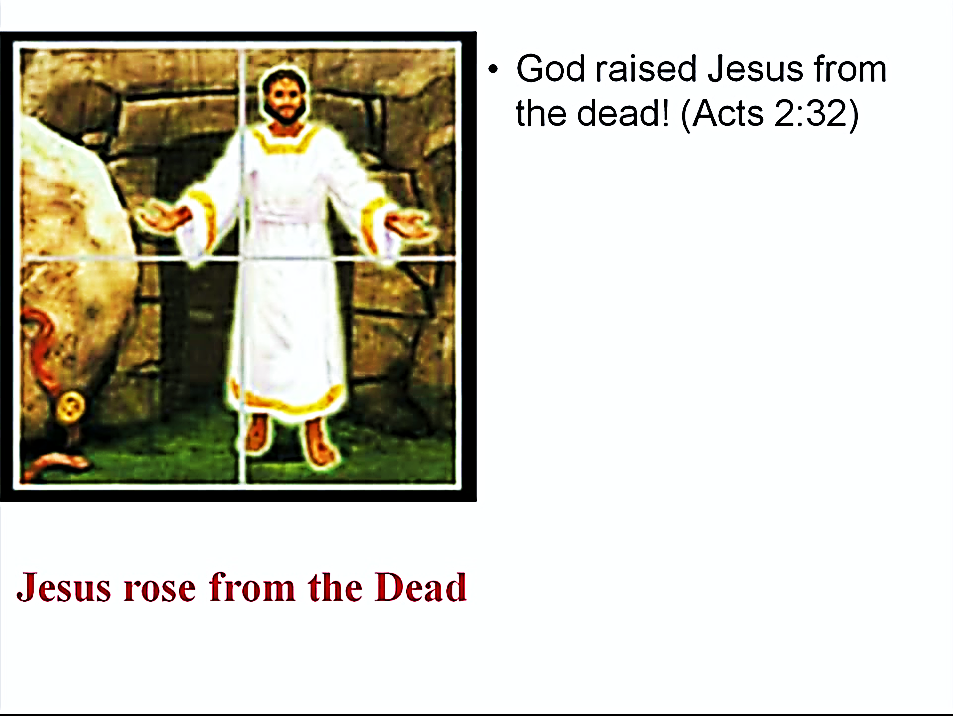 • God raised Jesus from
the dead! (Acts 2:32)
Jesus rose from the Dead